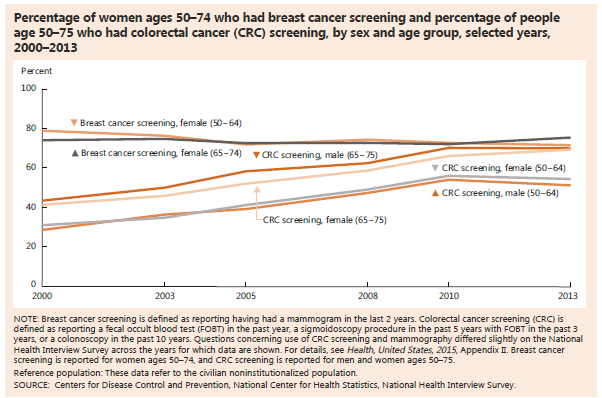 Percentage of women ages 50–74 who had breast cancer screening and percentage of people
age 50–75 who had colorectal cancer (CRC) screening, by sex and age group, selected years,
2000–2013
Percent
100
80
60
40
20
0
▼ Breast cancer screening, female (50–64)
▲ Breast cancer screening, female (65–74)
▼ CRC screening, male (65–75)
▼ CRC screening, female (50–64)
▲ CRC screening, male (50–64)
CRC screening, female (65–75)
2000 2003 2005 2008 2010 2013
NOTE: Breast cancer screening is defined as reporting having had a mammogram in the last 2 years. Colorectal cancer screening (CRC) is
defined as reporting a fecal occult blood test (FOBT) in the past year, a sigmoidoscopy procedure in the past 5 years with FOBT in the past 3
years, or a colonoscopy in the past 10 years. Questions concerning use of CRC screening and mammography differed slightly on the National
Health Interview Survey across the years for which data are shown. For details, see Health, United States, 2015, Appendix II. Breast cancer
screening is reported for women ages 50–74, and CRC screening is reported for men and women ages 50–75.
Reference population: These data refer to the civilian noninstitutionalized population.
SOURCE: Centers for Disease Control and Prevention, National Center for Health Statistics, National Health Interview Survey.